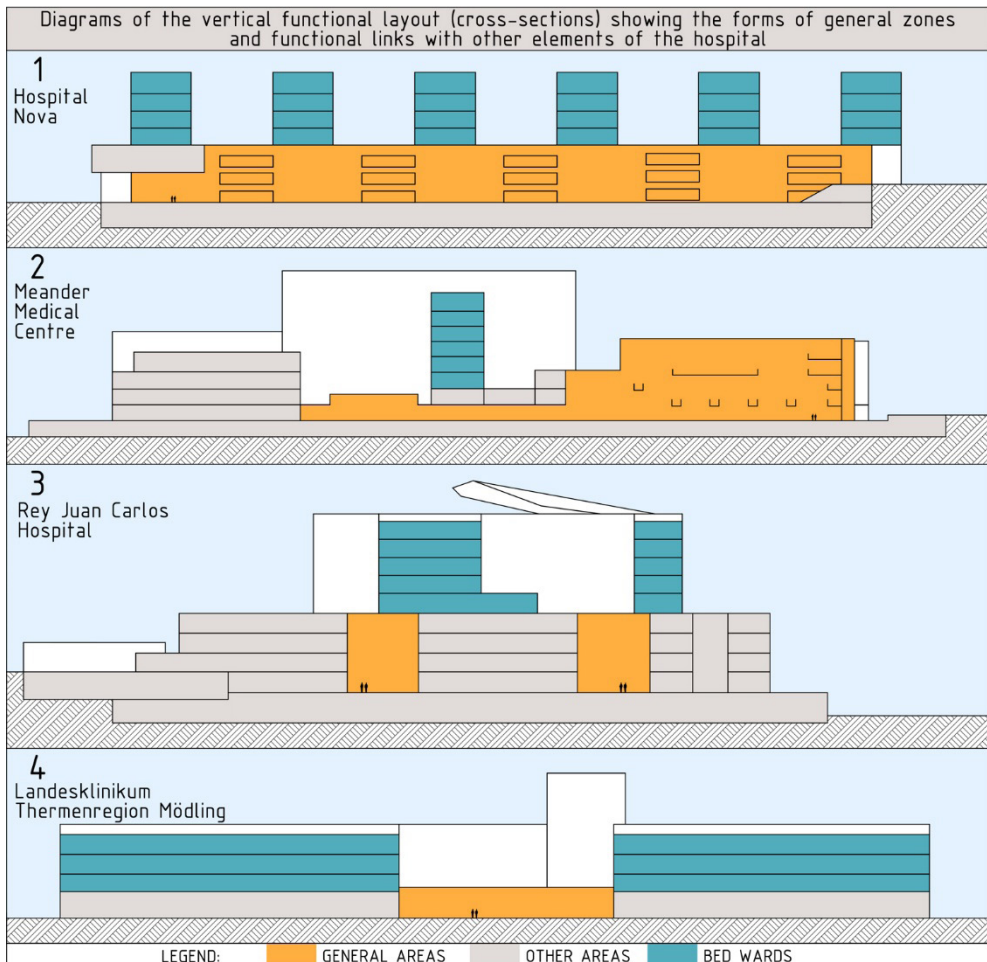 Diagrams of the vertical functional layout (cross-sections) showing the forms of general zones
and functional links with other elements of the hospital
1
Hospital
Nova
2
Meander
Medical
Centre
3
Rey Juan Carlos
Hospital
4
Landesklinikum
Thermenregion Mödling
LEGEND: GENERAL AREAS OTHER AREAS BED WARDS